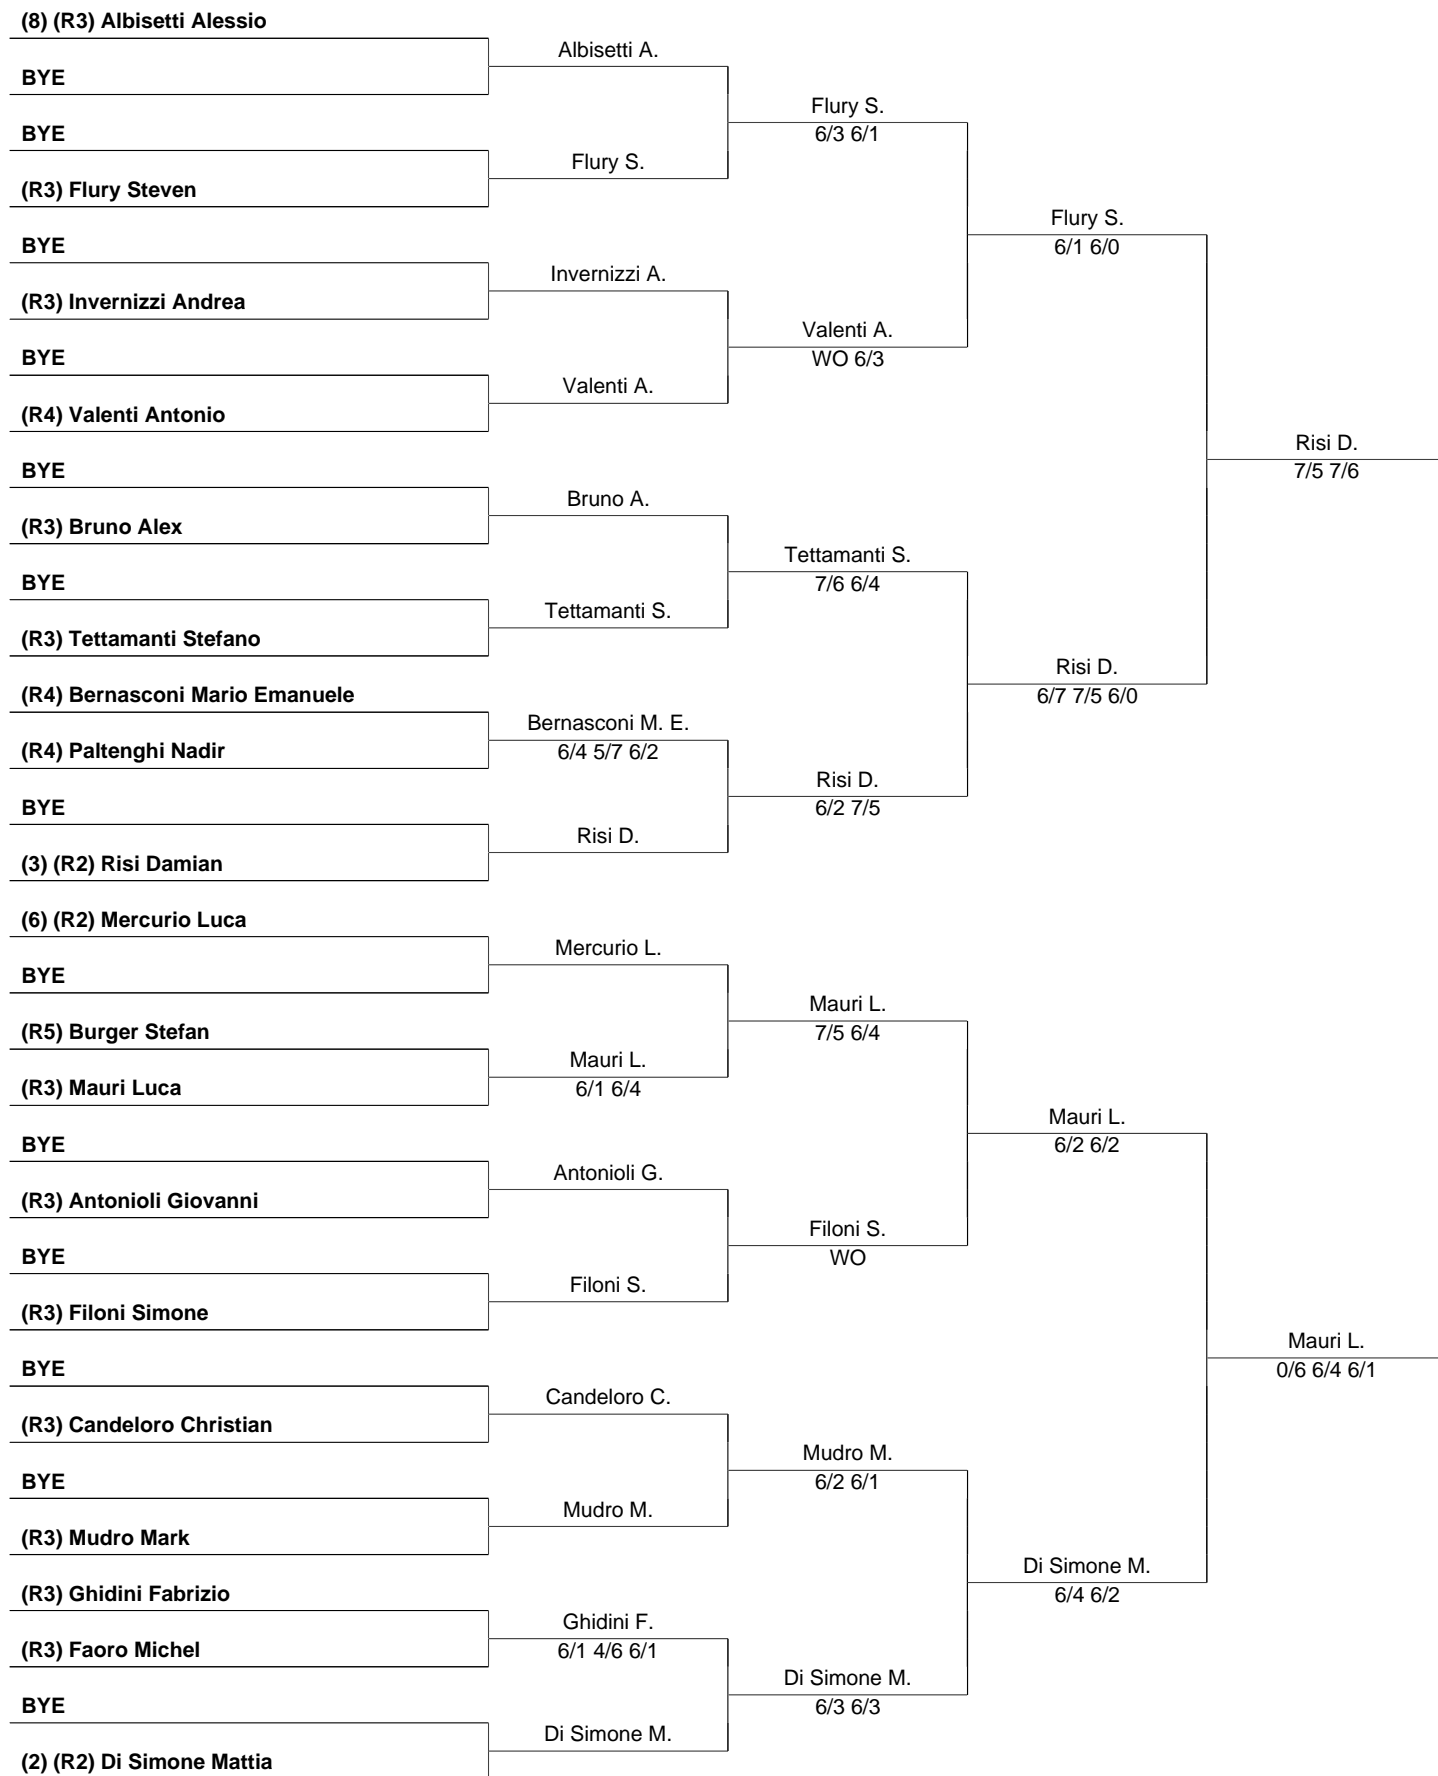 (8) (R3) Albisetti Alessio
Albisetti A.
BYE
Flury S.
BYE
6/3 6/1
Flury S.
(R3) Flury Steven
Flury S.
BYE
6/1 6/0
Invernizzi A.
(R3) Invernizzi Andrea
Valenti A.
BYE
WO 6/3
Valenti A.
(R4) Valenti Antonio
Risi D.
BYE
7/5 7/6
Bruno A.
(R3) Bruno Alex
Tettamanti S.
BYE
7/6 6/4
Tettamanti S.
(R3) Tettamanti Stefano
Risi D.
(R4) Bernasconi Mario Emanuele
6/7 7/5 6/0
Bernasconi M. E.
(R4) Paltenghi Nadir
6/4 5/7 6/2
Risi D.
BYE
6/2 7/5
Risi D.
(3) (R2) Risi Damian
(6) (R2) Mercurio Luca
Mercurio L.
BYE
Mauri L.
(R5) Burger Stefan
7/5 6/4
Mauri L.
(R3) Mauri Luca
6/1 6/4
Mauri L.
BYE
6/2 6/2
Antonioli G.
(R3) Antonioli Giovanni
Filoni S.
BYE
WO
Filoni S.
(R3) Filoni Simone
Mauri L.
BYE
0/6 6/4 6/1
Candeloro C.
(R3) Candeloro Christian
Mudro M.
BYE
6/2 6/1
Mudro M.
(R3) Mudro Mark
Di Simone M.
(R3) Ghidini Fabrizio
6/4 6/2
Ghidini F.
(R3) Faoro Michel
6/1 4/6 6/1
Di Simone M.
BYE
6/3 6/3
Di Simone M.
(2) (R2) Di Simone Mattia